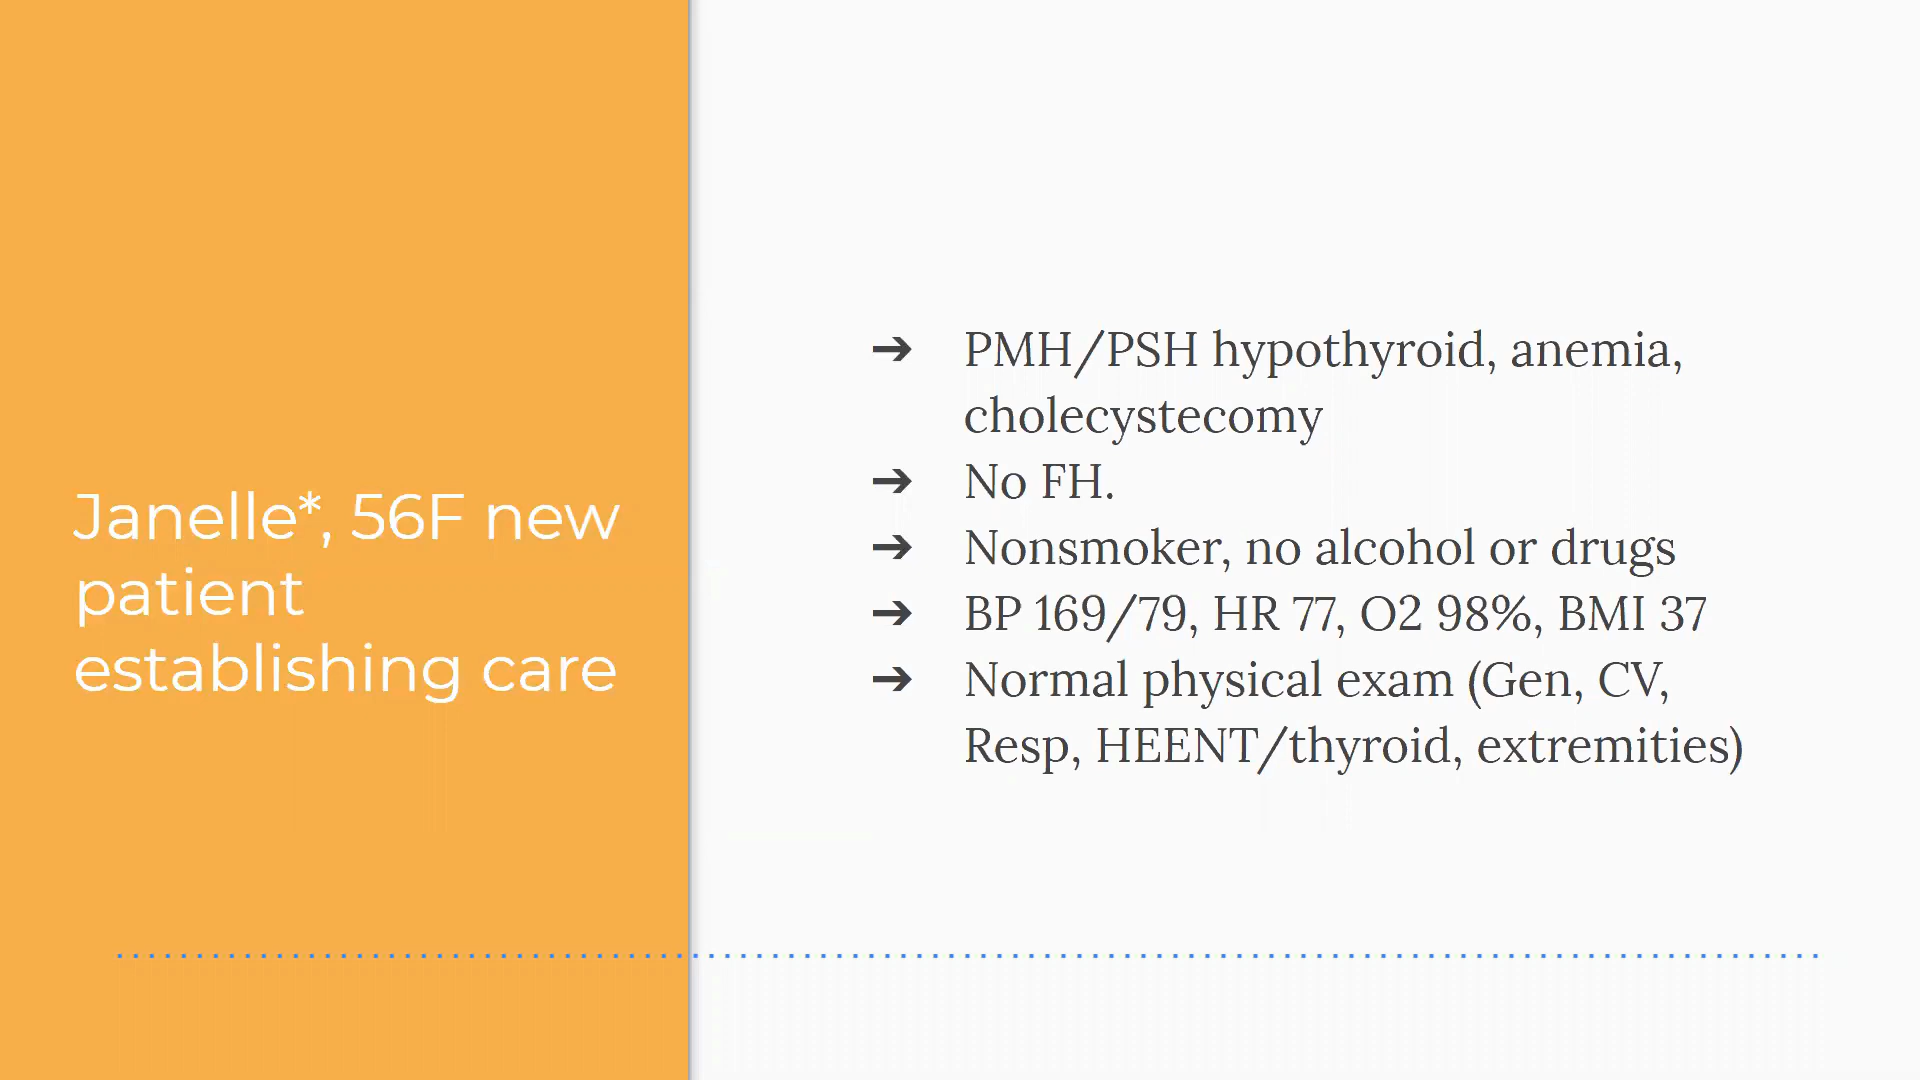 Janelle*, 56F new
patient
establishing care
➔ PMH/PSH hypothyroid, anemia,
cholecystecomy
➔ No FH.
➔ Nonsmoker, no alcohol or drugs
➔ BP 169/79, HR 77, O2 98%, BMI 37
➔ Normal physical exam (Gen, CV,
Resp, HEENT/thyroid, extremities)